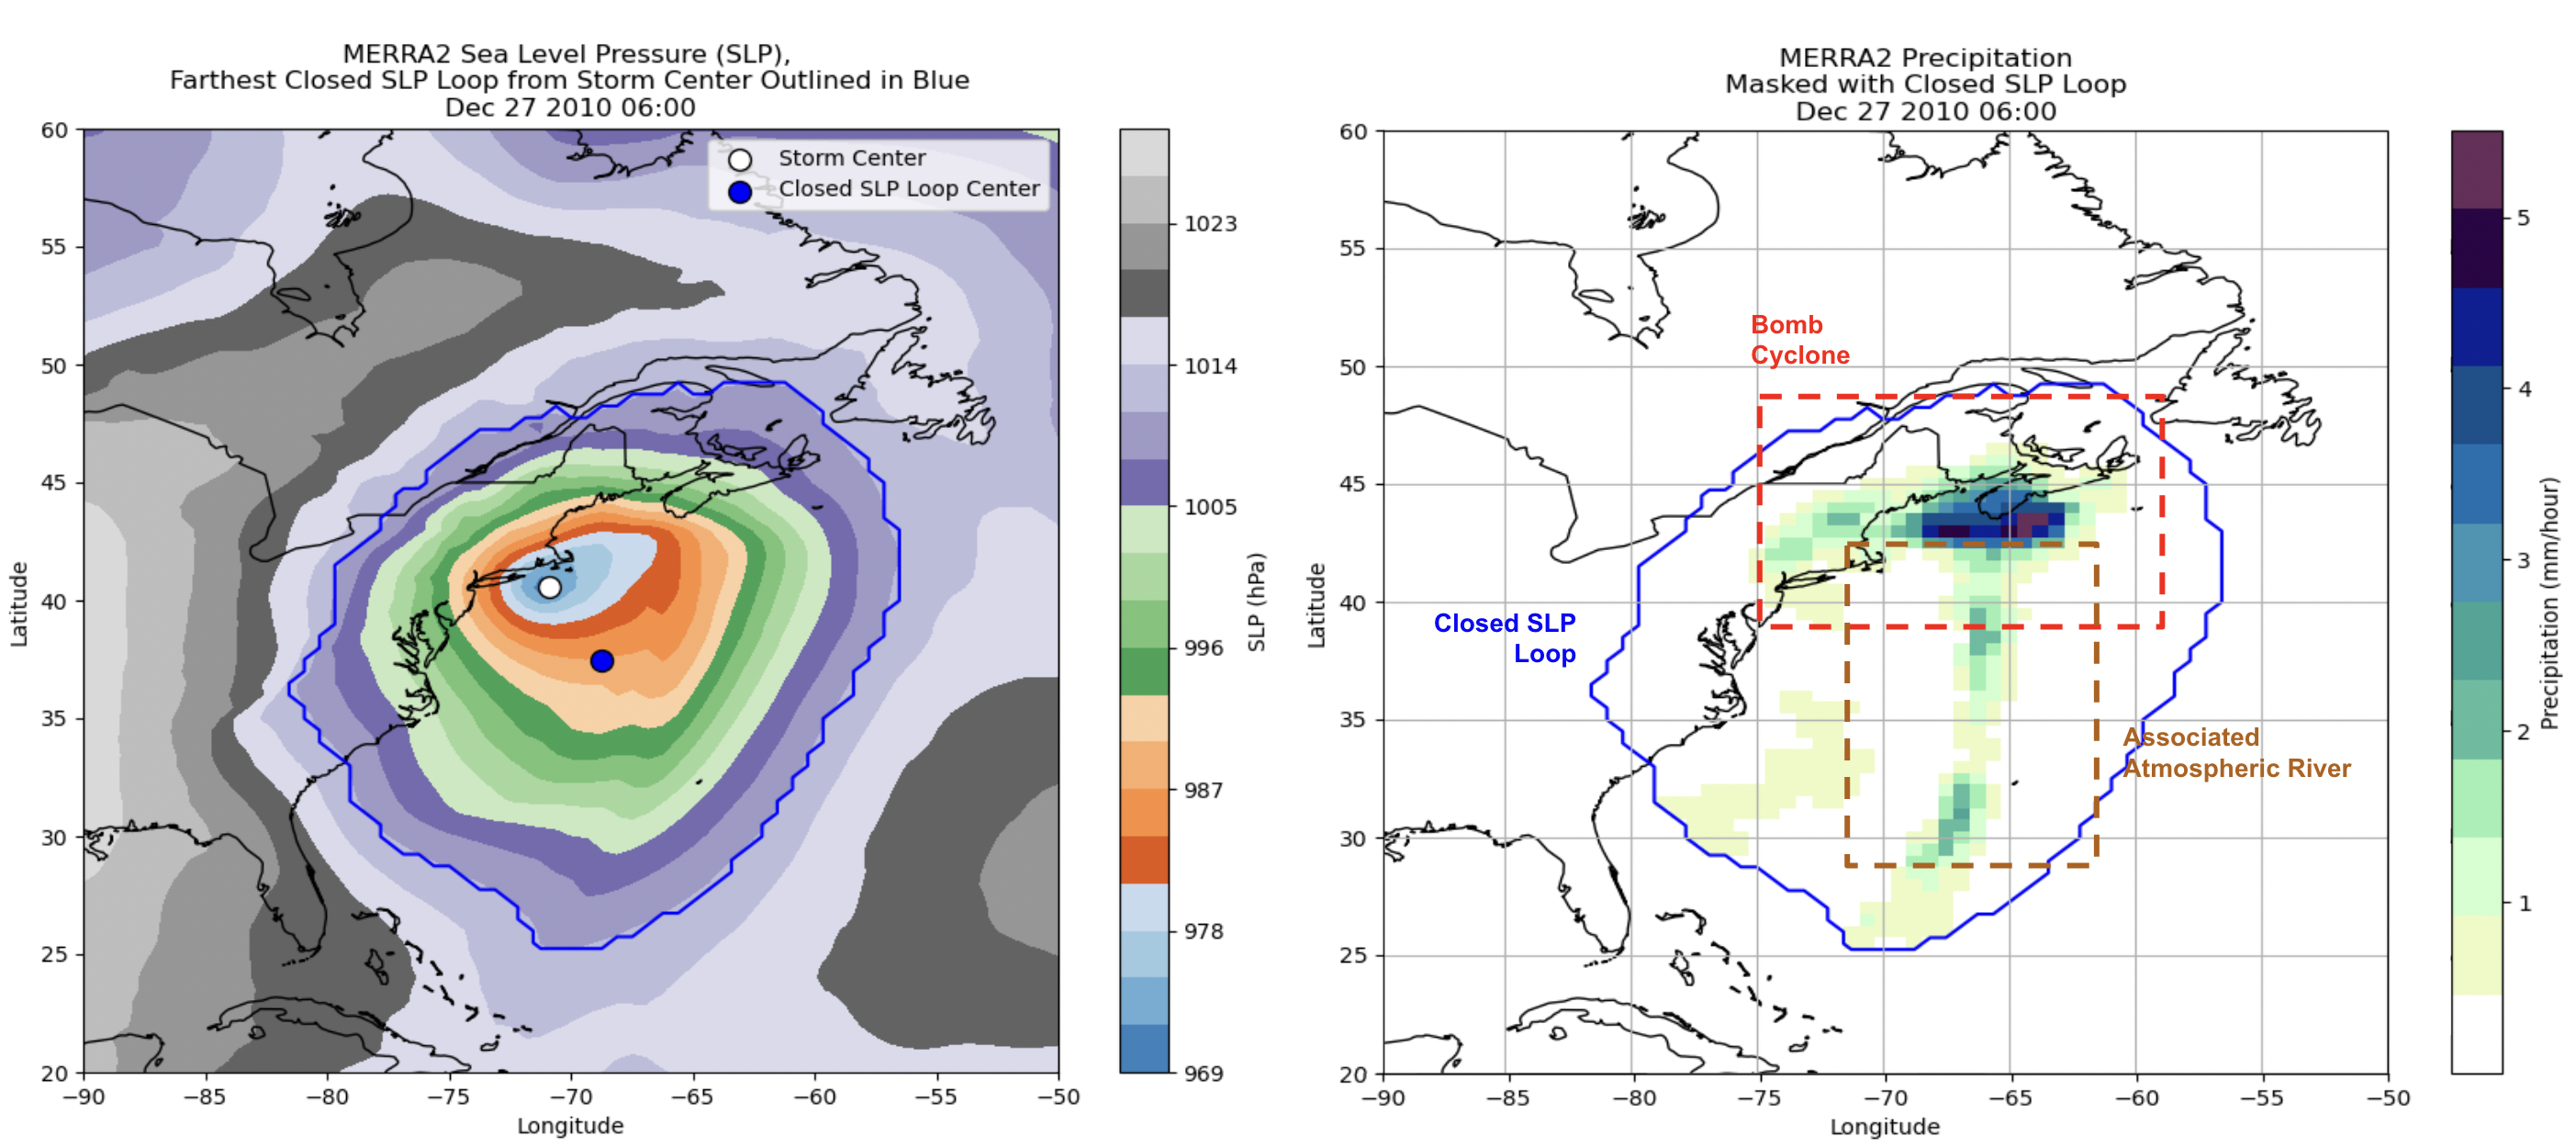 MERRA2 Sea Level Pressure (SLP),
Farthest Closed SLP Loop from Storm Center Outlined in Blue
Dec 27 2010 06:00
Storm Center
Closed SLP Loop Center
60
55
50
45
40
35
30
25
20
Latitude
−90
−85
−80
−75
−70
−65
−60
−55
−50
Longitude
1023
1014
1005
996
987
978
969
SLP (hPa)
MERRA2 Precipitation
Masked with Closed SLP Loop
Dec 27 2010 06:00
Bomb
Cyclone
Closed SLP
Loop
Associated
Atmospheric River
60
55
50
45
40
35
30
25
20
Latitude
−90
−85
−80
−75
−70
−65
−60
−55
−50
Longitude
5
4
3
2
1
Precipitation (mm/hour)